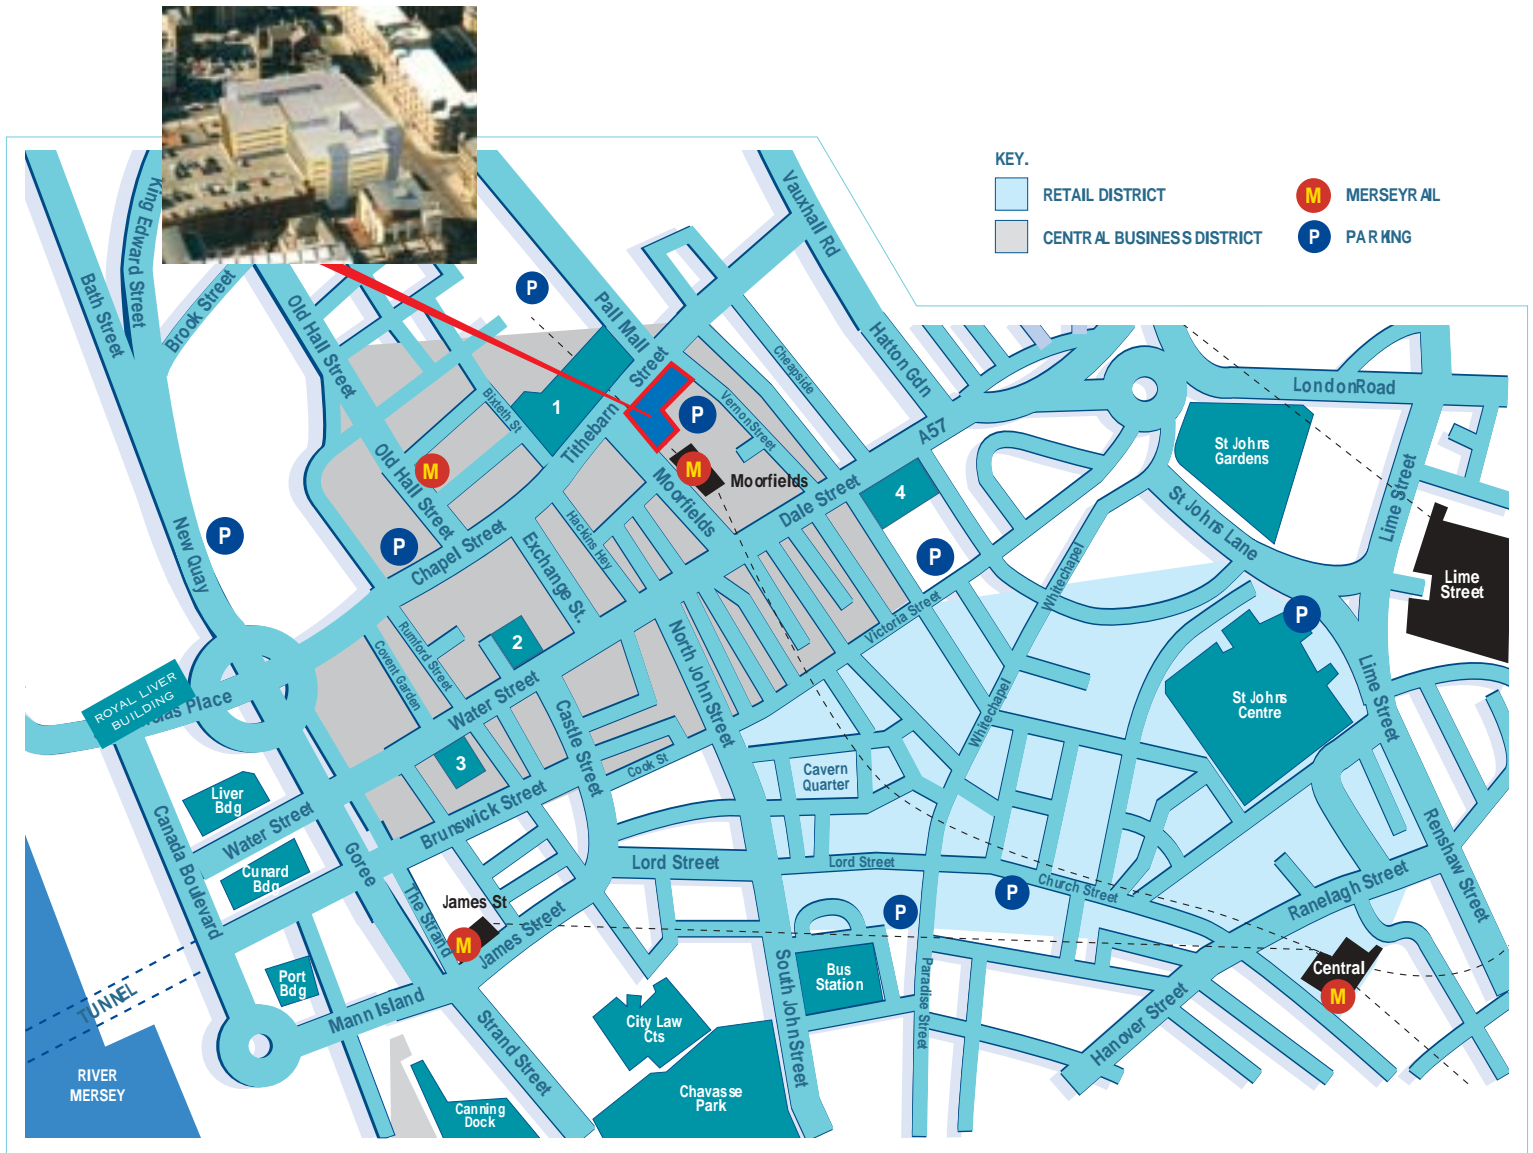 KEY.
RETAIL DISTRICT
CENTRAL BUSINESS DISTRICT
M
MERSEYRAIL
P
PARKING
King Edward Street
Bath Street
Brook Street
Old Hall Street
Pall Mall
Vauxhall Rd
Hatton Gdn
Cheapside
Vernon Street
Street
Tithebarn
Bixteth St
1
P
P
M
Moorfields
Moorfields
M
Old Hall Street
P
P
New Quay
Chapel Street
Hackins Hey
Exchange St.
Dale Street
A57
4
P
London Road
St Johns
Gardens
St Johns Lane
Lime Street
Lime
Street
P
Whitechapel
Victoria Street
Rumford Street
Covent Garden
2
Water Street
North John Street
Castle Street
Cook St
3
Brunswick Street
Whitechapel
St Johns
Centre
Lime Street
ROYAL LIVER
BUILDING
Place
Liver
Bdg
Water Street
Cunard
Bdg
Canada Boulevard
Goree
The Strand
James St
M
James Street
Cavern
Quarter
Lord Street
Lord Street
Church Street
P
P
Ranelagh Street
Renshaw Street
Central
M
Hanover Street
Paradise Street
South John Street
Bus
Station
Port
Bdg
Mann Island
Strand Street
TUNNEL
RIVER
MERSEY
City Law
Cts
Chavasse
Park
Canning
Dock